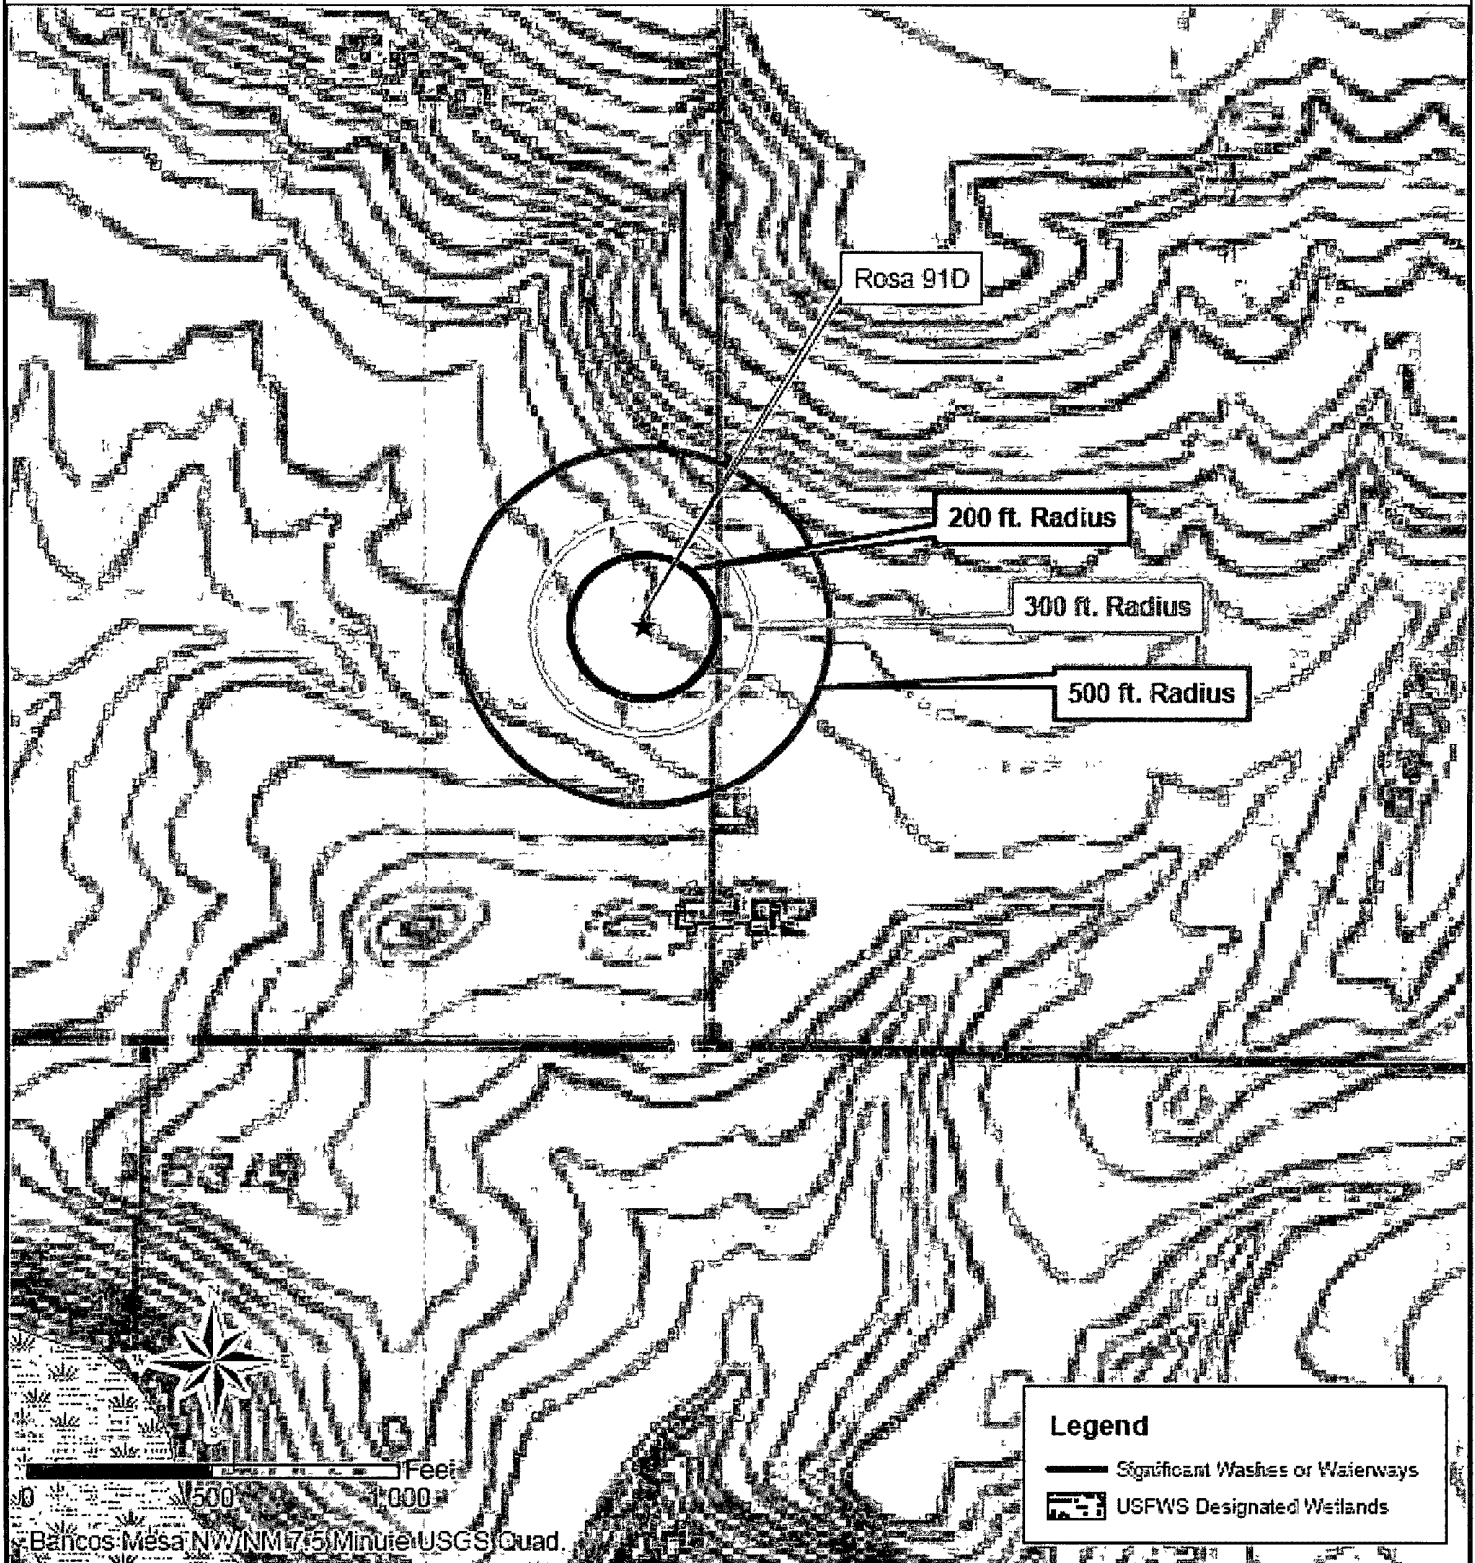 Rosa 91D
200 ft. Radius
300 ft. Radius
500 ft. Radius
Legend
Significant Washes or Waterways
USFWS Designated Wetlands
Feet
0 500 1,000
Bancos Mesa NW NM 7.5 Minute USGS Quad.